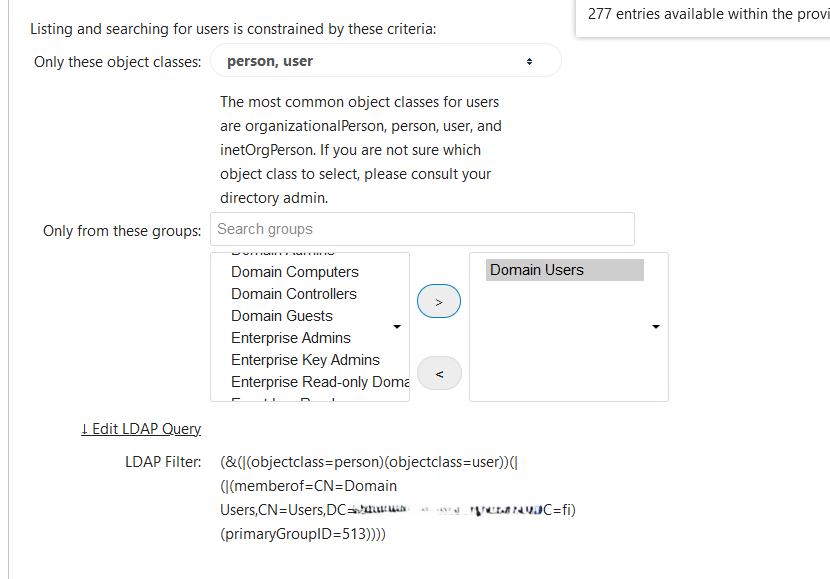 277 entries available within the provi
Listing and searching for users is constrained by these criteria:
Only these object classes: person, user
The most common object classes for users
are organizationalPerson, person, user, and
inetOrgPerson. If you are not sure which
object class to select, please consult your
directory admin.
Only from these groups: Search groups
Domain Admins
Domain Computers
Domain Controllers
Domain Guests
Enterprise Admins
Enterprise Key Admins
Enterprise Read-only Doma
>
<
Domain Users
↓ Edit LDAP Query
LDAP Filter: (&(|(objectclass=person)(objectclass=user))(|
(|(memberof=CN=Domain
Users,CN=Users,DC= C=fi)
(primaryGroupID=513))))